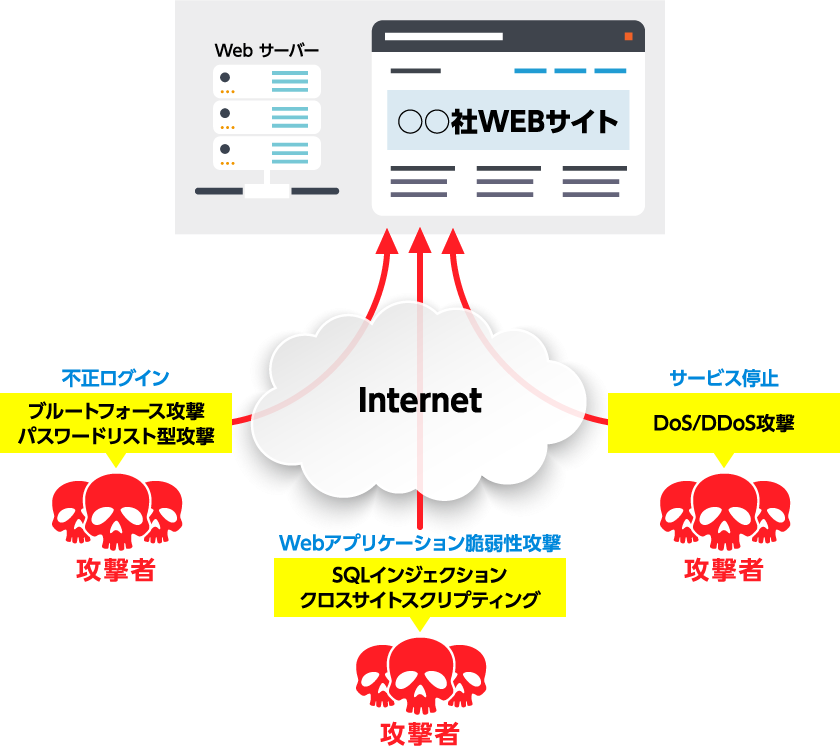 Web サーバー
○○社WEBサイト
Internet
不正ログイン
ブルートフォース攻撃
パスワードリスト型攻撃
攻撃者
サービス停止
DoS/DDoS攻撃
攻撃者
Webアプリケーション脆弱性攻撃
SQLインジェクション
クロスサイトスクリプティング
攻撃者